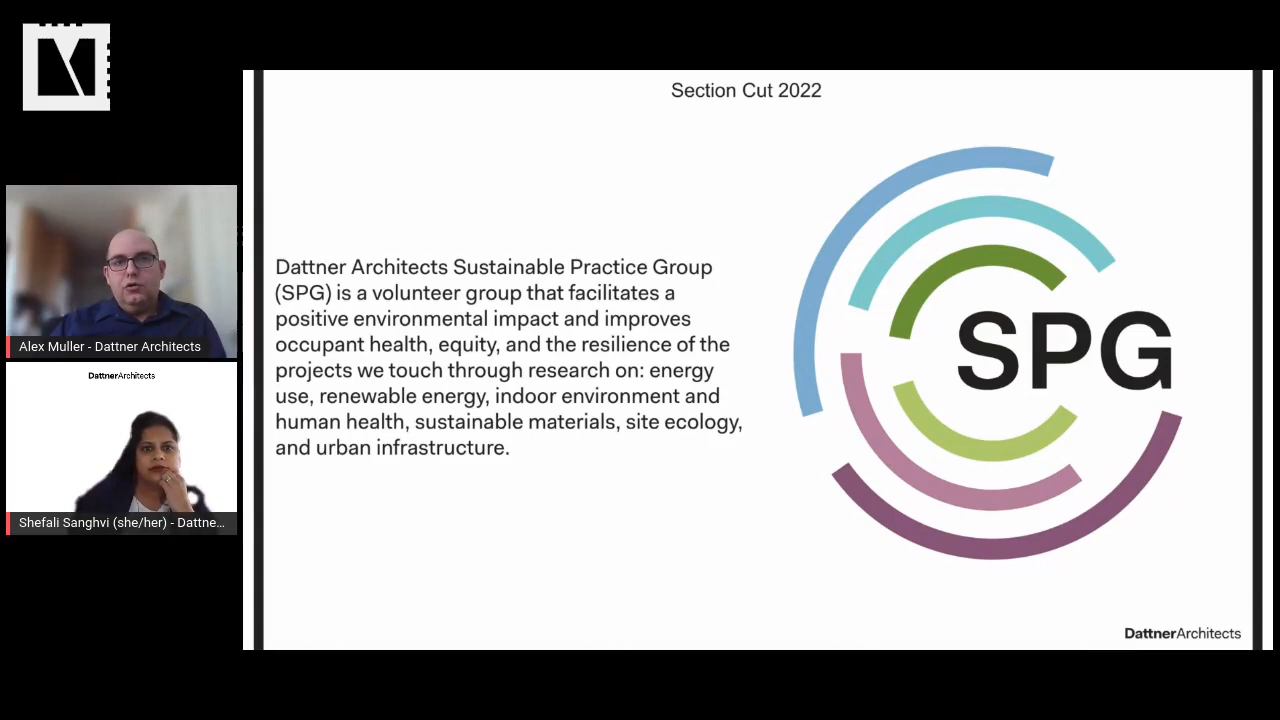 Section Cut 2022
Dattner Architects Sustainable Practice Group
(SPG) is a volunteer group that facilitates a
positive environmental impact and improves
occupant health, equity, and the resilience of the
projects we touch through research on: energy
use, renewable energy, indoor environment and
human health, sustainable materials, site ecology,
and urban infrastructure.
SPG
DattnerArchitects
Alex Muller - Dattner Architects
DattnerArchitects
Shefali Sanghvi (she/her) - Dattne...